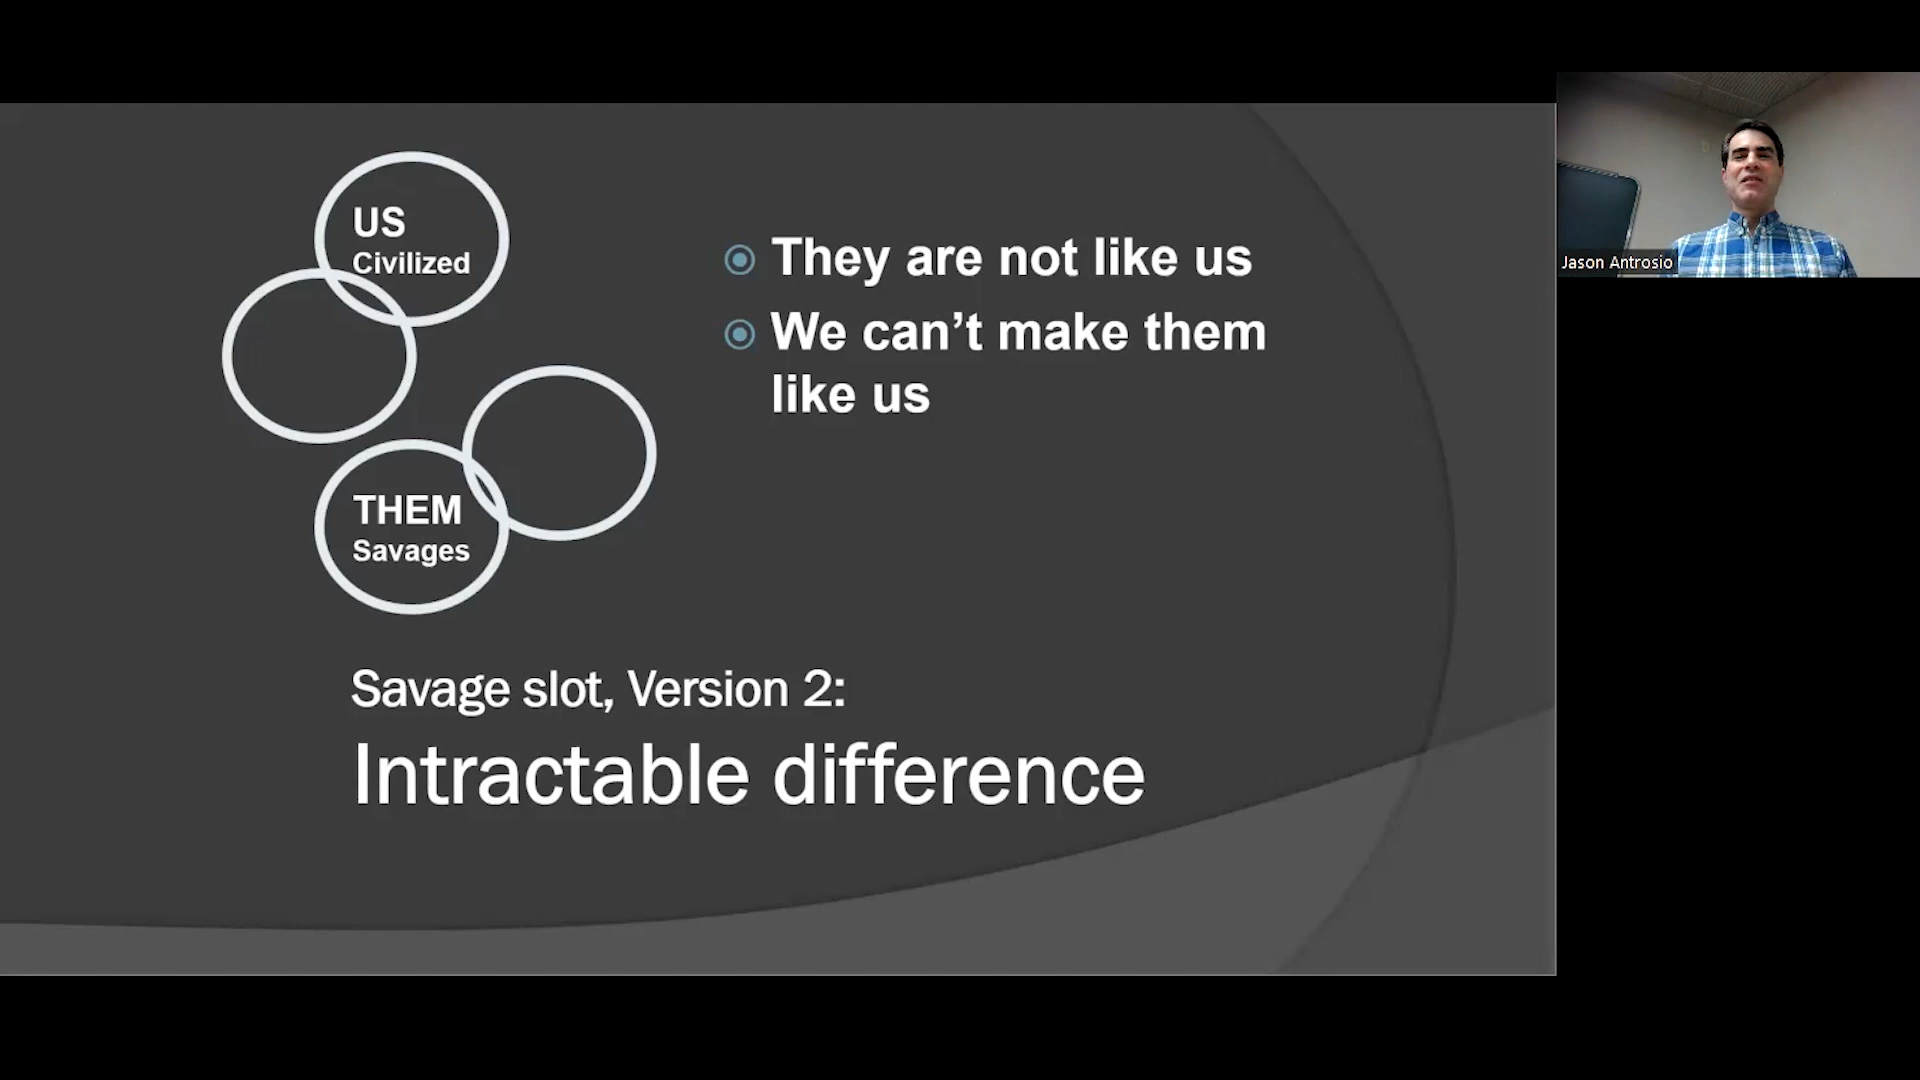 US
Civilized
THEM
Savages
They are not like us
We can’t make them
like us
Savage slot, Version 2:
Intractable difference
Jason Antrosio